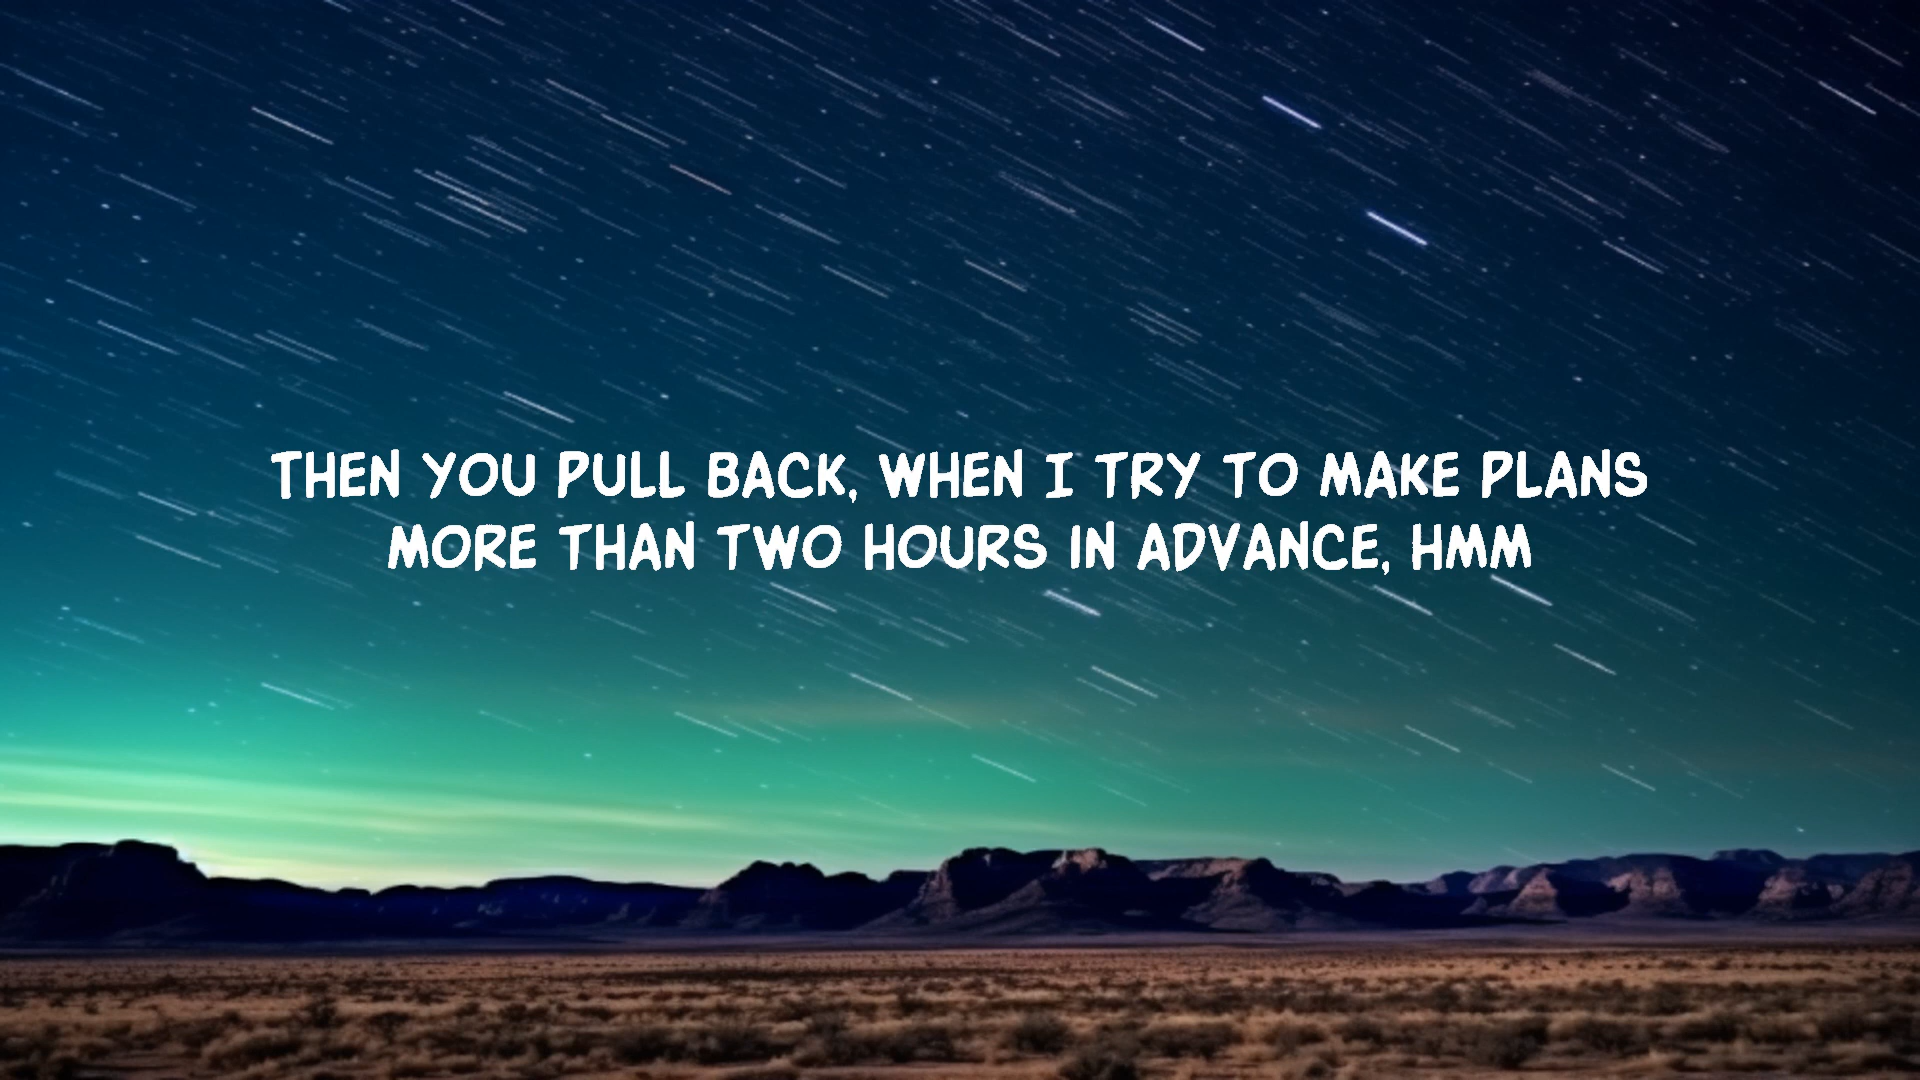 THEN YOU PULL BACK, WHEN I TRY TO MAKE PLANS
MORE THAN TWO HOURS IN ADVANCE, HMM